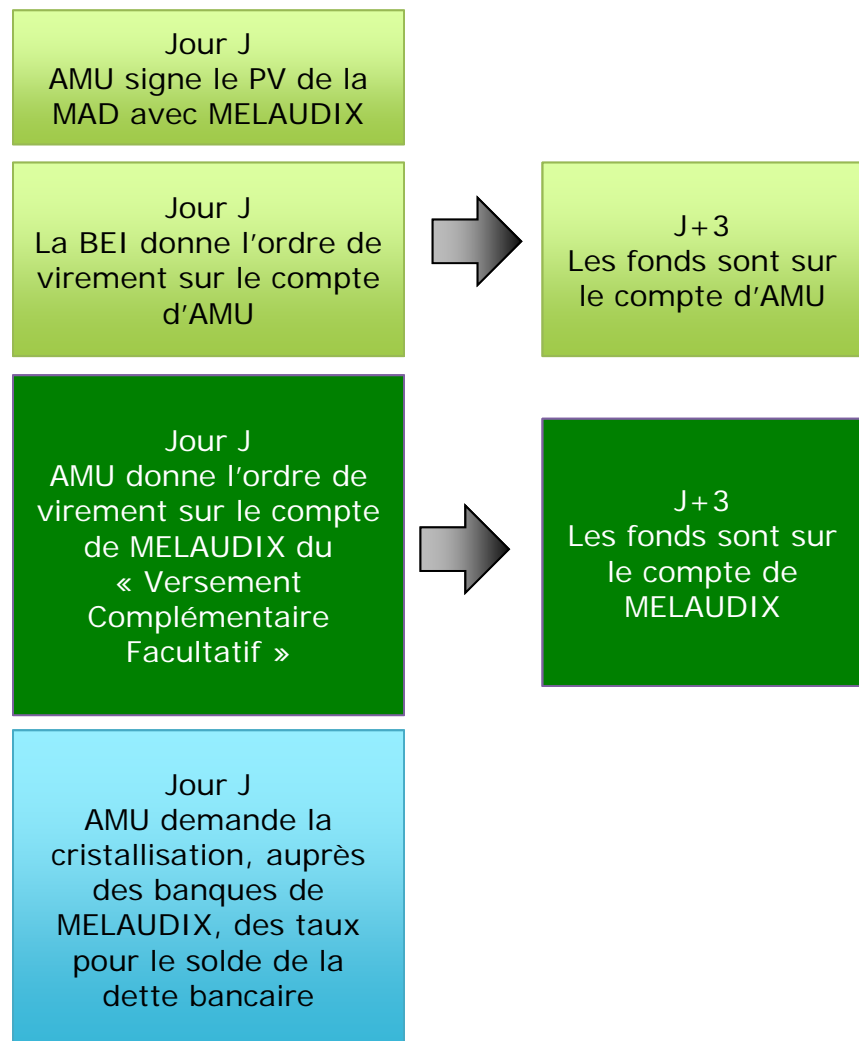 Jour J
AMU signe le PV de la
MAD avec MELAUDIX
Jour J
La BEI donne l'ordre de
virement sur le compte
d'AMU
J+3
Les fonds sont sur
le compte d'AMU
Jour J
AMU donne l'ordre de
virement sur le compte
de MELAUDIX du
« Versement
Complémentaire
Facultatif »
J+3
Les fonds sont sur
le compte de
MELAUDIX
Jour J
AMU demande la
cristallisation, auprès
des banques de
MELAUDIX, des taux
pour le solde de la
dette bancaire